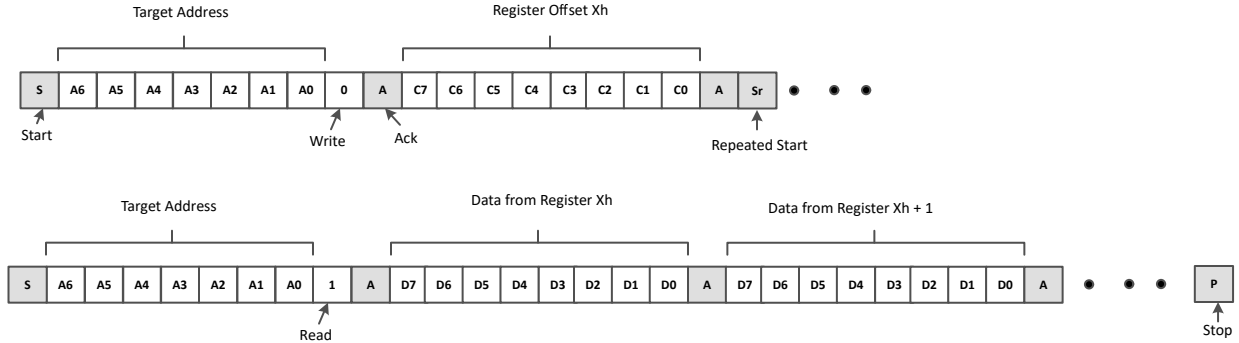 Target Address Register Offset Xh
S A6 A5 A4 A3 A2 A1 A0 0 A C7 C6 C5 C4 C3 C2 C1 C0 A Sr
Start Write Ack Repeated Start
Target Address Data from Register Xh Data from Register Xh + 1
S A6 A5 A4 A3 A2 A1 A0 1 A D7 D6 D5 D4 D3 D2 D1 D0 A D7 D6 D5 D4 D3 D2 D1 D0 A P
Read Stop